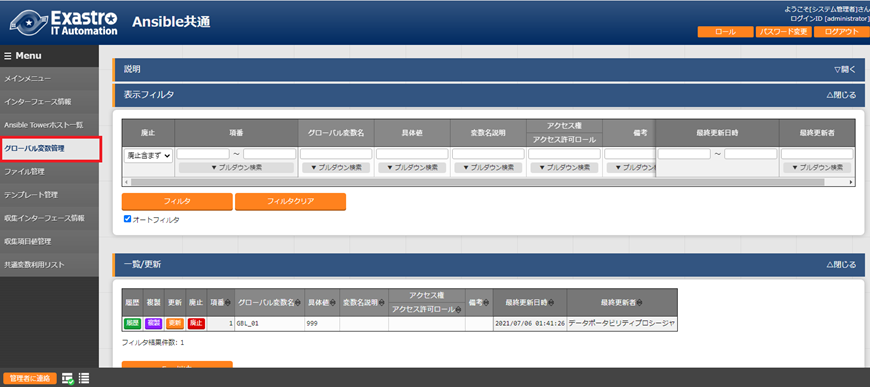 Exastro
IT Automation
Ansible共通
ようこそ[システム管理者]さん
ログインID [administrator]
ロール
パスワード変更
ログアウト
Menu
メインメニュー
インターフェース情報
Ansible Towerホスト一覧
グローバル変数管理
ファイル管理
テンプレート管理
収集インターフェース情報
収集項目値管理
共通変数利用リスト
説明
▽開く
表示フィルタ
△閉じる
廃止
項番
グローバル変数名
具体値
変数名説明
アクセス権
アクセス許可ロール
備考
最終更新日時
最終更新者
廃止含まず
～
～
▼ プルダウン検索
▼ プルダウン検索
▼ プルダウン検索
▼ プルダウン検索
▼ プルダウン検索
▼ プルダウン
▼ プルダウン検索
フィルタ
フィルタクリア
オートフィルタ
一覧/更新
△閉じる
履歴
複製
更新
廃止
項番
グローバル変数名
具体値
変数名説明
アクセス権
アクセス許可ロール
備考
最終更新日時
最終更新者
履歴
複製
更新
廃止
1
GBL_01
999
2021/07/06 01:41:26
データポータビリティプロシージャ
フィルタ結果件数: 1
管理者に連絡